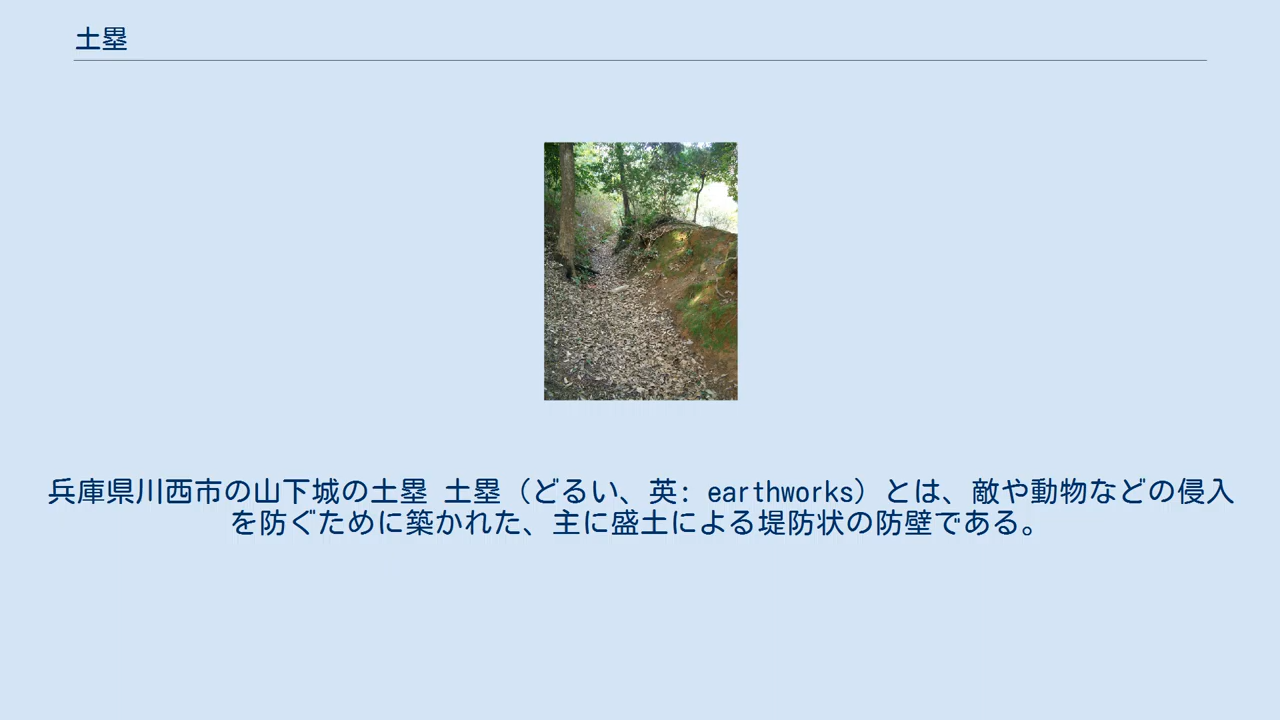 土塁
兵庫県川西市の山下城の土塁 土塁（どるい、英: earthworks）とは、敵や動物などの侵入
を防ぐために築かれた、主に盛土による堤防状の防壁である。